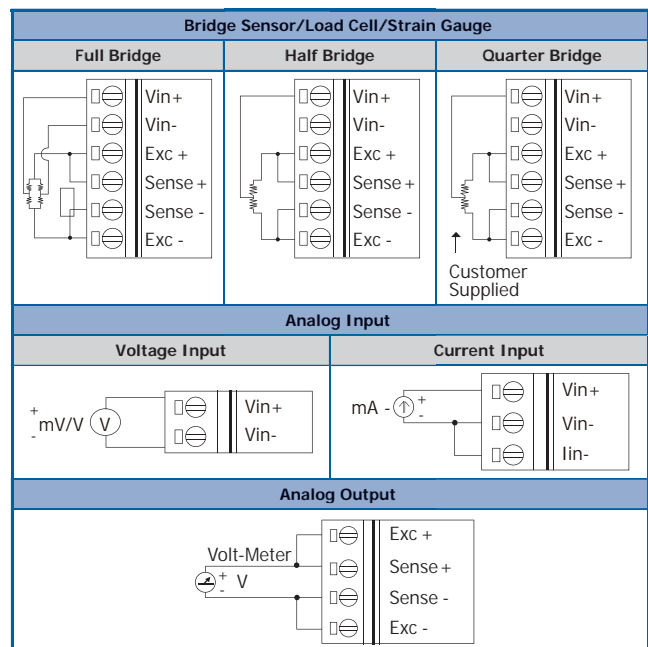 Bridge Sensor/Load Cell/Strain Gauge
Full Bridge
Half Bridge
Quarter Bridge
Vin+
Vin-
Exc +
Sense +
Sense -
Exc -
Vin+
Vin-
Exc +
Sense +
Sense -
Exc -
Vin+
Vin-
Exc +
Sense +
Sense -
Exc -
Customer
Supplied
Analog Input
Voltage Input
Current Input
+
mV/V
-
V
Vin+
Vin-
mA -
+
-
Vin+
Vin-
Iin-
Analog Output
Volt-Meter
+
- V
Exc +
Sense +
Sense -
Exc -